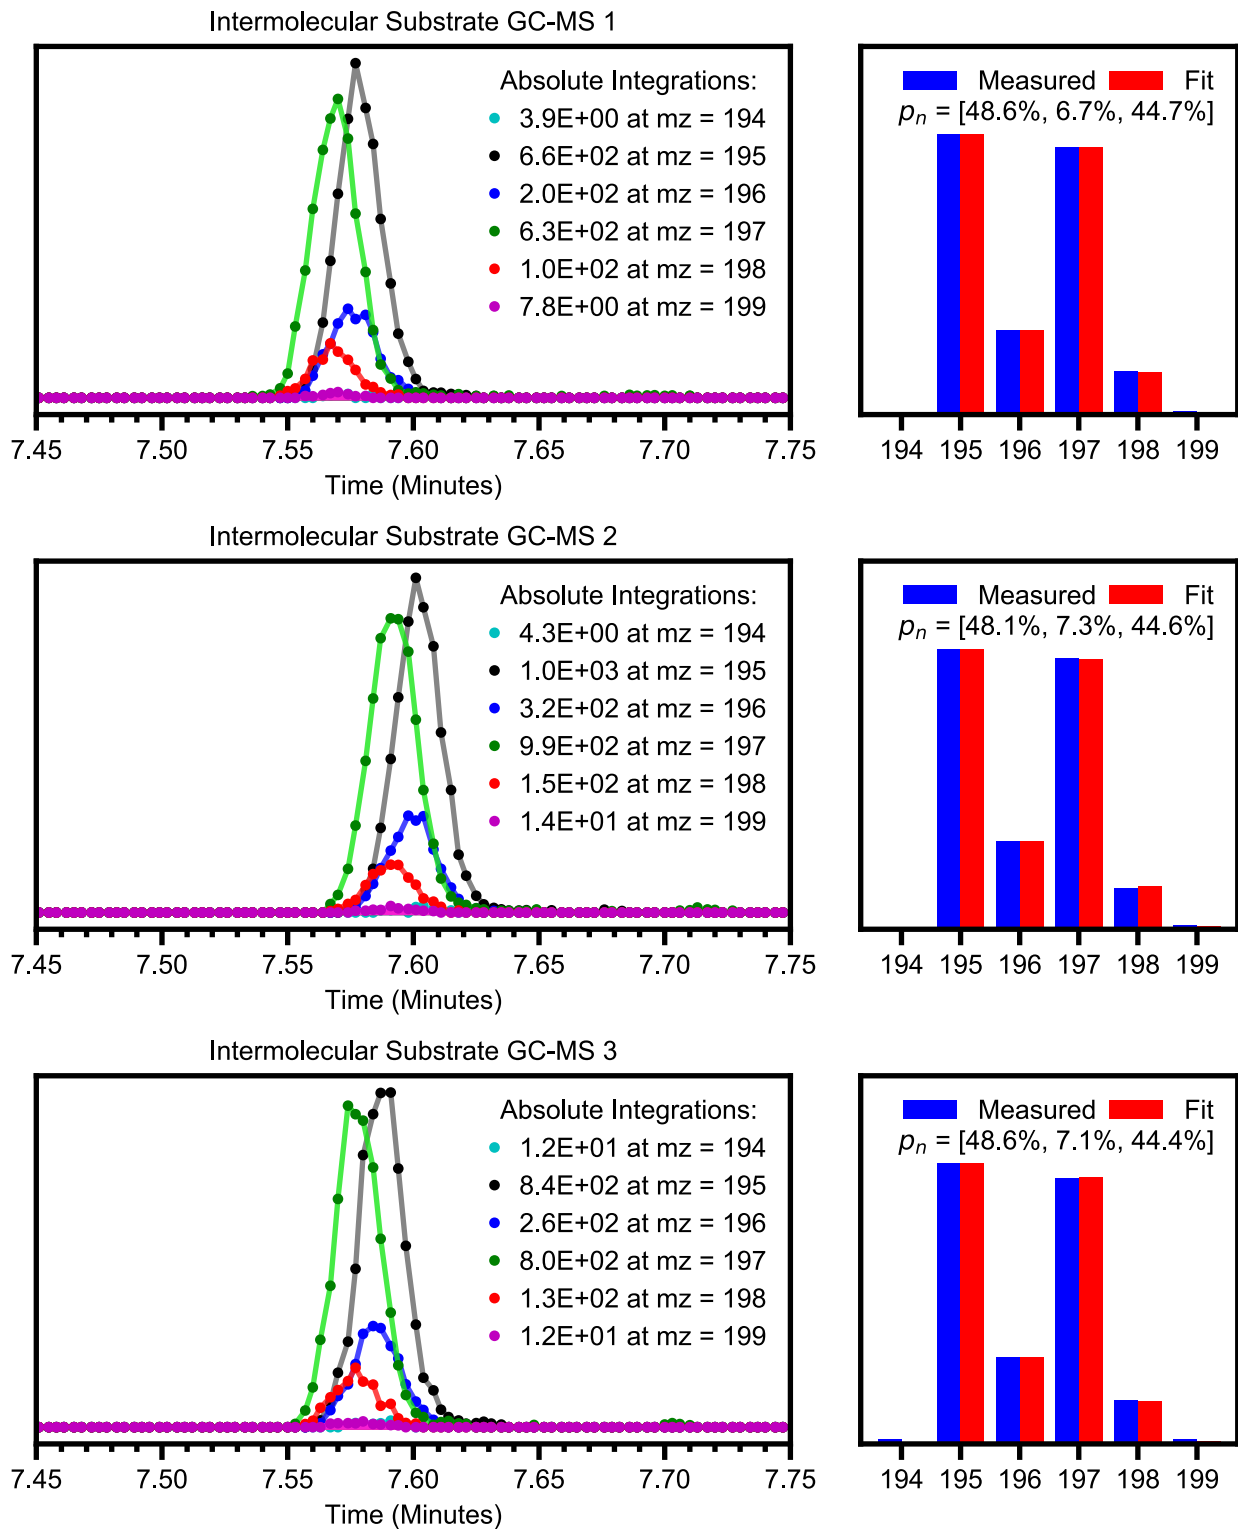 Intermolecular Substrate GC-MS 1
Absolute Integrations:
3.9E+00 at mz = 194
6.6E+02 at mz = 195
2.0E+02 at mz = 196
6.3E+02 at mz = 197
1.0E+02 at mz = 198
7.8E+00 at mz = 199
7.45 7.50 7.55 7.60 7.65 7.70 7.75
Time (Minutes)
Measured Fit
pn = [48.6%, 6.7%, 44.7%]
194 195 196 197 198 199
Intermolecular Substrate GC-MS 2
Absolute Integrations:
4.3E+00 at mz = 194
1.0E+03 at mz = 195
3.2E+02 at mz = 196
9.9E+02 at mz = 197
1.5E+02 at mz = 198
1.4E+01 at mz = 199
7.45 7.50 7.55 7.60 7.65 7.70 7.75
Time (Minutes)
Measured Fit
pn = [48.1%, 7.3%, 44.6%]
194 195 196 197 198 199
Intermolecular Substrate GC-MS 3
Absolute Integrations:
1.2E+01 at mz = 194
8.4E+02 at mz = 195
2.6E+02 at mz = 196
8.0E+02 at mz = 197
1.3E+02 at mz = 198
1.2E+01 at mz = 199
7.45 7.50 7.55 7.60 7.65 7.70 7.75
Time (Minutes)
Measured Fit
pn = [48.6%, 7.1%, 44.4%]
194 195 196 197 198 199